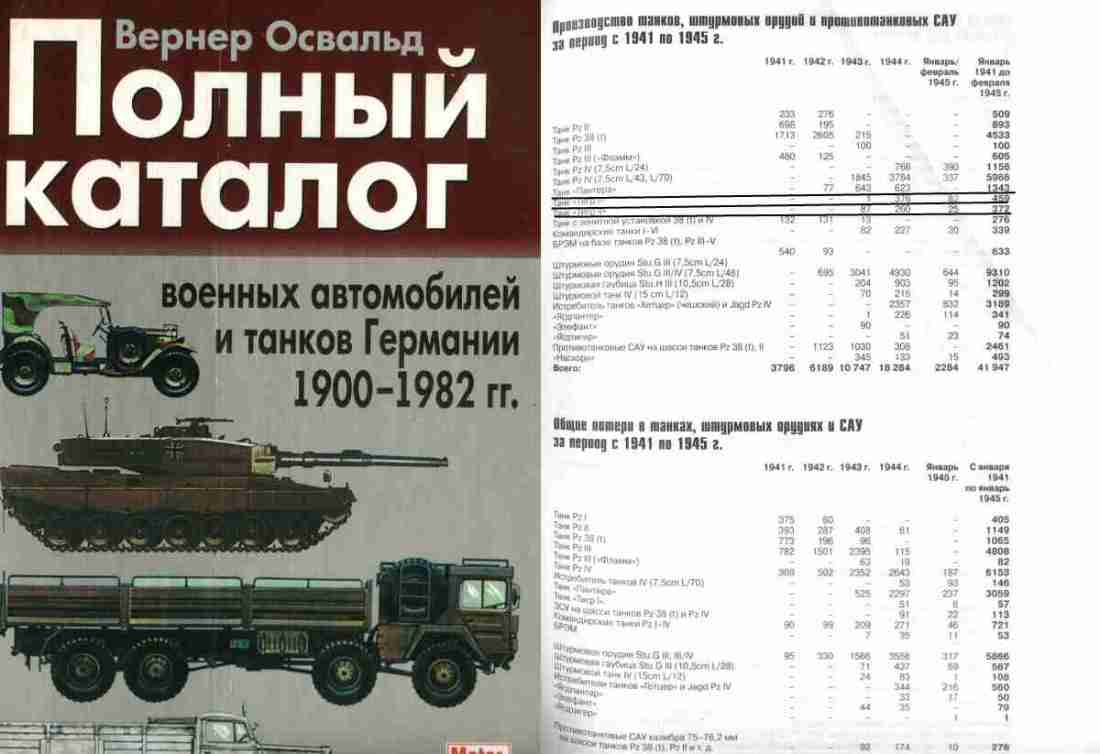 Вернер Освальд
Полный
каталог
военных автомобилей
и танков Германии
1900-1982 гг.
Motor
Производство танков, штурмовых орудий и противотанковых САУ
за период с 1941 по 1945 г.
1941 г. 1942 г. 1943 г. 1944 г. Январь/ Январь
февраль 1941 до
1945 г. февраля
1945 г.
233 276 - - - 509
Танк Pz II 698 195 - - - 893
Танк Pz 38 (t) 1713 2605 215 - - 4533
Танк Pz III - - 100 - - 100
Танк Pz III («Фламм») 480 125 - - - 605
Танк Pz IV (7,5cm L/24) - - - 766 390 1156
Танк Pz IV (7,5cm L/43, L/70) - - 1845 3784 337 5966
Танк «Пантера» - 77 643 623 - 1343
Танк «Тигр I» - - 1 376 82 459
- - 87 260 25 372
Танк с зенитной установкой 38 (t) и IV 132 131 13 - - 276
Командирские танки I-VI - - 82 227 30 339
БРЭМ на базе танков Pz 38 (t), Pz III-V
540 93 - - - 633
Штурмовые орудия Stu.G III (7,5cm L/24)
Штурмовые орудия Stu.G III/IV (7,5cm L/48) - 695 3041 4930 644 9310
Штурмовая гаубица Stu.H III (10,5cm L/28) - - 204 903 95 1202
Штурмовой танк IV (15 cm L/12) - - 70 215 14 299
Истребитель танков «Хетцер» (чешский) и Jagd Pz IV - - - 2357 832 3189
«Ягдпантер» - - 1 226 114 341
«Элефант» - - 90 - - 90
«Ягдтигр» - - - 51 23 74
Противотанковые САУ на шасси танков Pz 38 (t), II - 1123 1030 308 - 2461
«Насхорн» - - 345 133 15 493
Всего: 3796 6189 10 747 18 284 2284 41 947
Общие потери в танках, штурмовых орудиях и САУ
за период с 1941 по 1945 г.
1941 г. 1942 г. 1943 г. 1944 г. Январь С января
1945 г. 1941
по январь
1945 г.
Танк Pz I 375 60 - - - 405
Танк Pz II 393 287 408 61 - 1149
Танк Pz 38 (t) 773 196 96 - - 1065
Танк Pz III 782 1501 2395 115 - 4808
Танк Pz III («Фламм») - - 63 19 - 82
Танк Pz IV 369 502 2352 2643 187 6153
Истребитель танков IV (7,5cm L/70) - - - 53 93 146
Танк «Пантера» - - 525 2297 237 3059
Танк «Тигр I» - - - 51 6 57
ЗСУ на шасси танков Pz 38 (t) и Pz IV - - - 91 22 113
Командирские танки Pz I-IV 90 99 209 271 46 721
БРЭМ - - 7 35 11 53
Штурмовое орудие Stu.G III, III/IV 95 330 1566 3558 317 5866
Штурмовая гаубица Stu.G III (10,5cm L/28) - - 71 437 59 567
Штурмовой танк IV (15cm L/12) - - 24 83 1 108
Истребители танков «Хетцер» и Jagd Pz IV - - - 344 216 560
«Ягдпантер» - - - 33 17 50
«Элефант» - - 44 35 - 79
«Ягдтигр» - - - - 1 1
Противотанковые САУ калибра 75-76,2 мм
на шасси танков Pz 38 (t), Pz II и т. д. - - 92 174 10 276